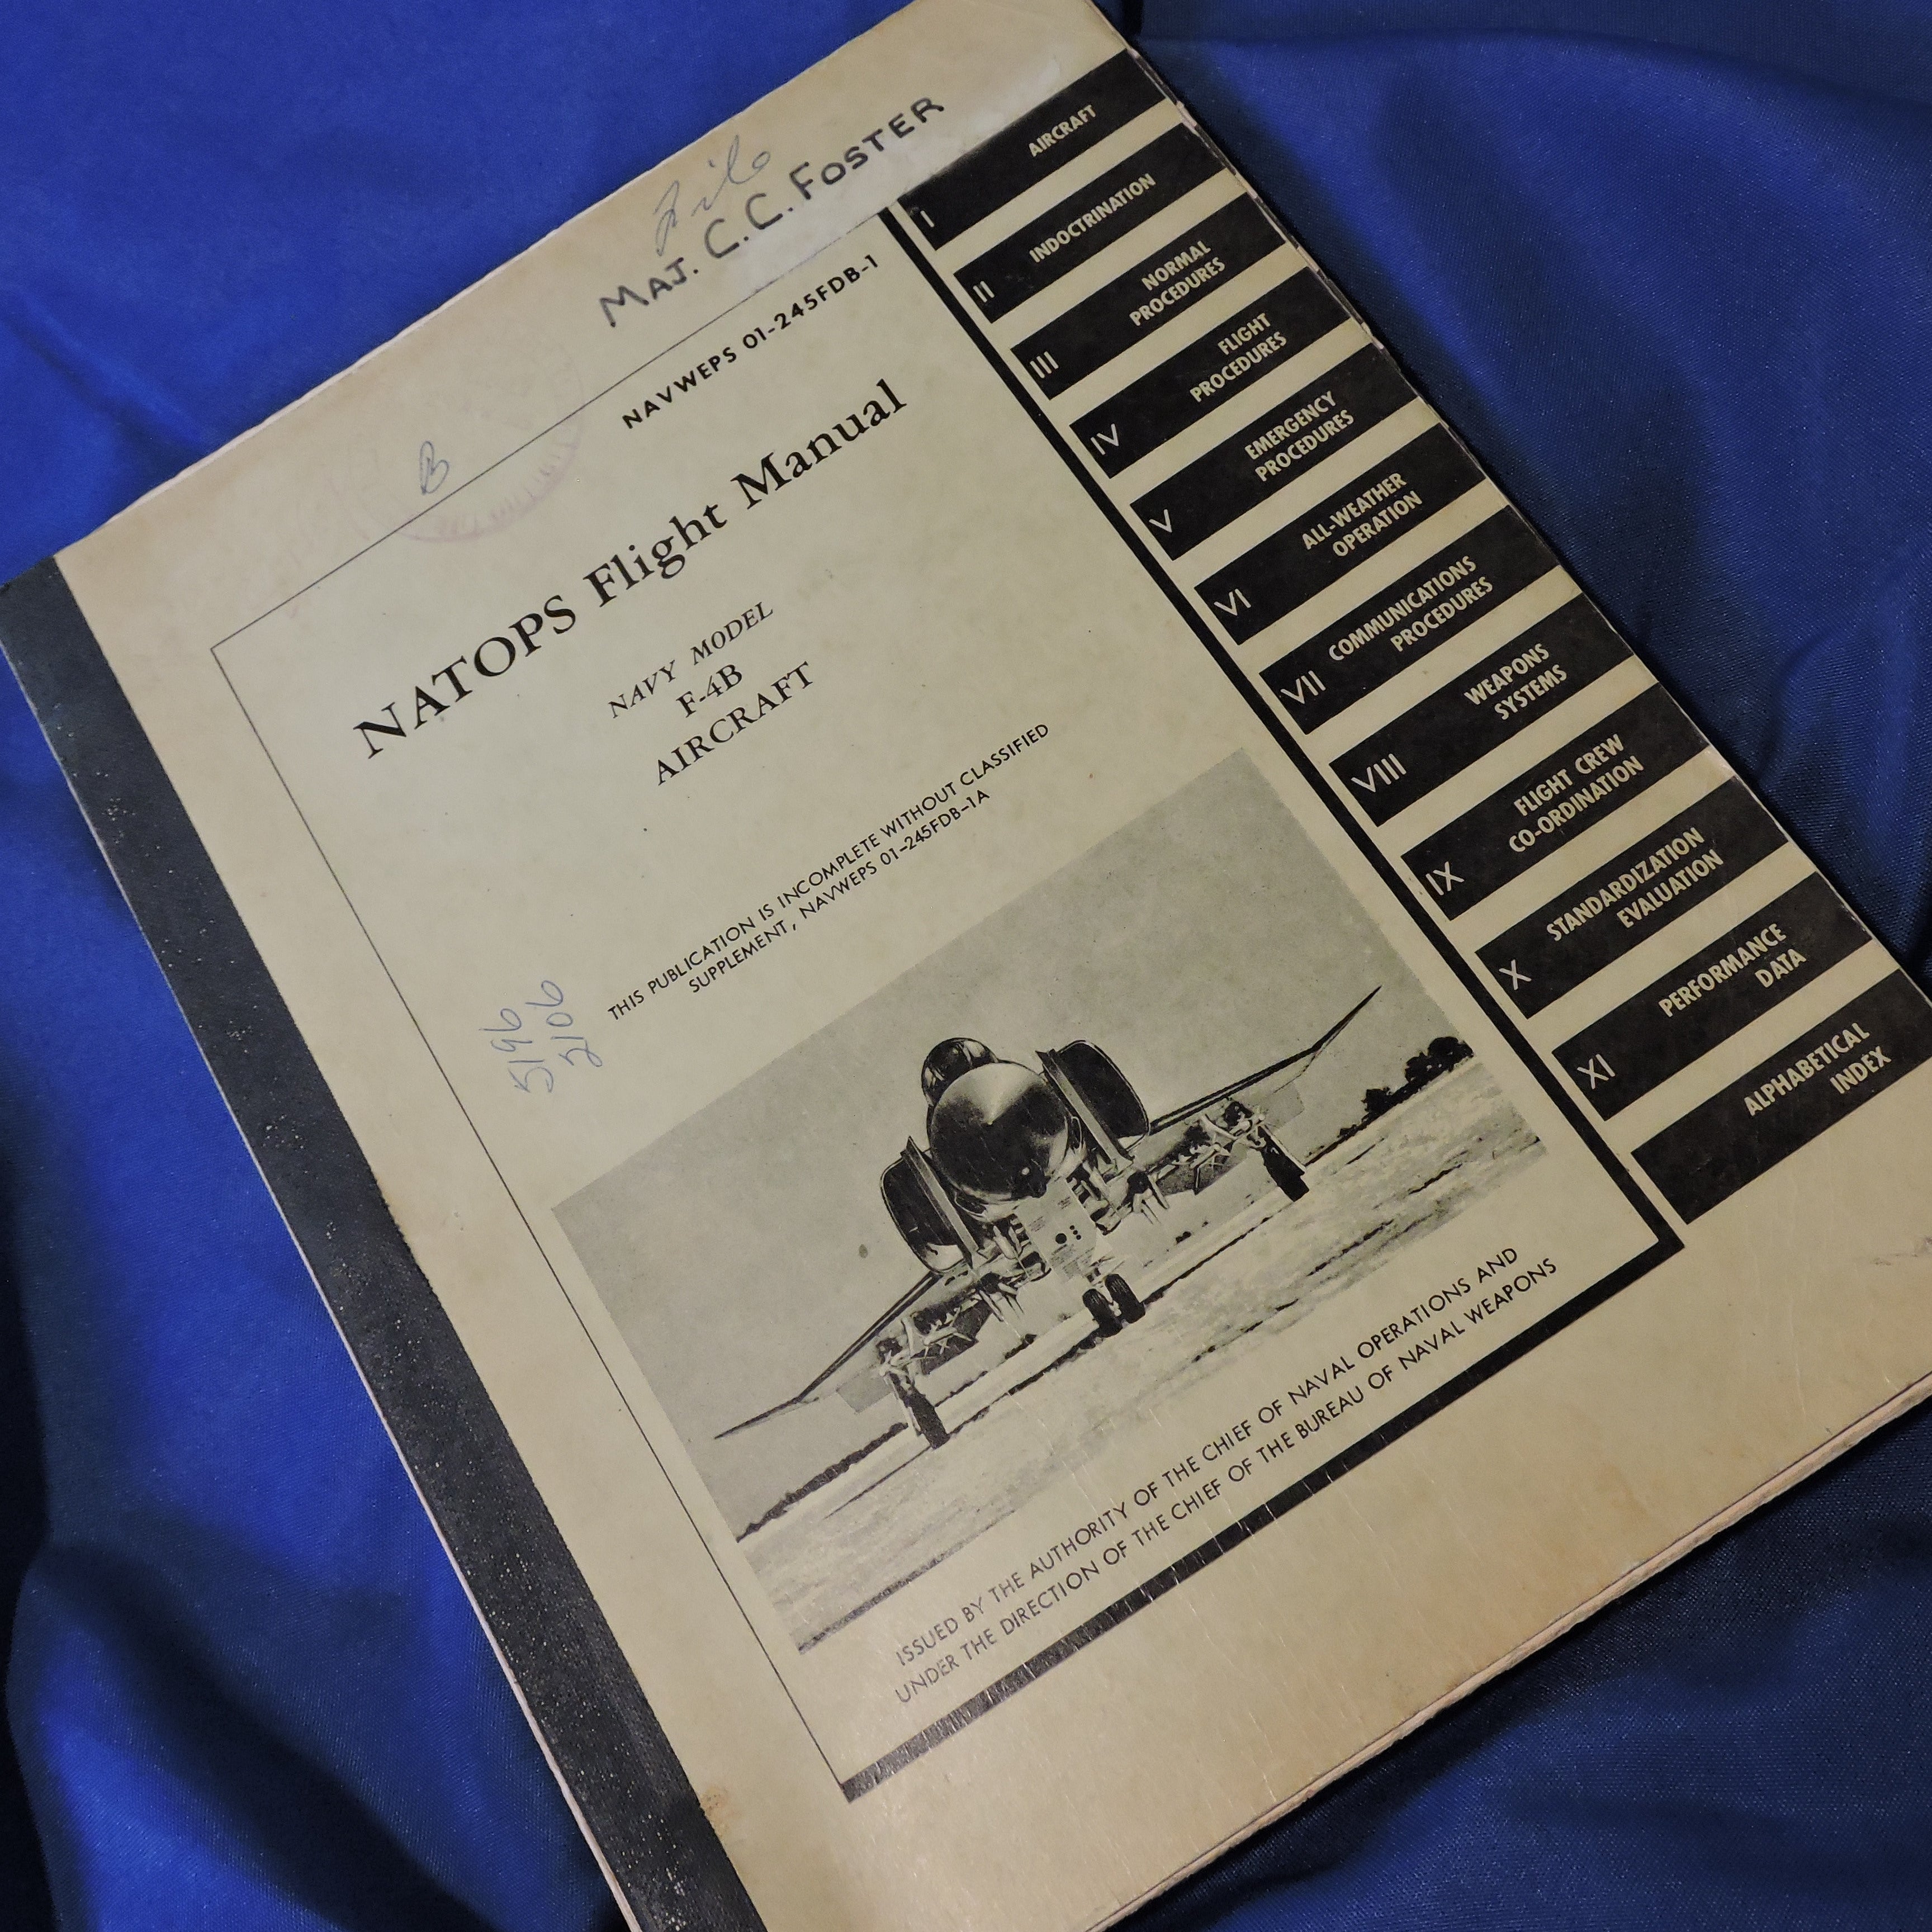 File
MAJ. C.C. FOSTER
B
NAVWEPS 01-245FDB-1
NATOPS Flight Manual
NAVY MODEL
F-4B
AIRCRAFT
THIS PUBLICATION IS INCOMPLETE WITHOUT CLASSIFIED
SUPPLEMENT, NAVWEPS 01-245FDB-1A
5196
5106
ISSUED BY THE AUTHORITY OF THE CHIEF OF NAVAL OPERATIONS AND
UNDER THE DIRECTION OF THE CHIEF OF THE BUREAU OF NAVAL WEAPONS
I AIRCRAFT
II INDOCTRINATION
III NORMAL
PROCEDURES
IV FLIGHT
PROCEDURES
V EMERGENCY
PROCEDURES
VI ALL-WEATHER
OPERATION
VII COMMUNICATIONS
PROCEDURES
VIII WEAPONS
SYSTEMS
IX FLIGHT CREW
CO-ORDINATION
X STANDARDIZATION
EVALUATION
XI PERFORMANCE
DATA
ALPHABETICAL
INDEX